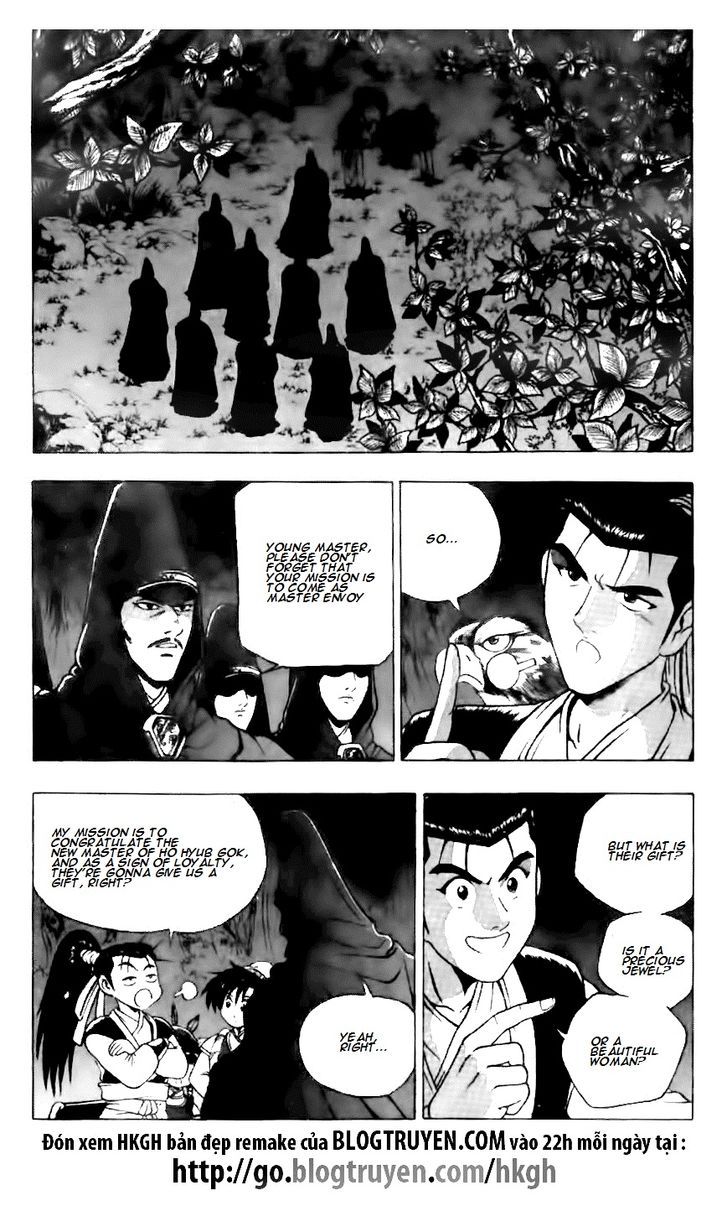 SO...
YOUNG MASTER,
PLEASE DON'T
FORGET THAT
YOUR MISSION IS
TO COME AS
MASTER ENVOY
MY MISSION IS TO
CONGRATULATE THE
NEW MASTER OF HO HYUB GOK,
AND AS A SIGN OF LOYALTY,
THEY'RE GONNA GIVE US A
GIFT, RIGHT?
YEAH,
RIGHT...
BUT WHAT IS
THEIR GIFT?
IS IT A
PRECIOUS
JEWEL?
OR A
BEAUTIFUL
WOMAN?
Đón xem HKGH bản đẹp remake của BLOGTRUYEN.COM vào 22h mỗi ngày tại :
http://go.blogtruyen.com/hkgh